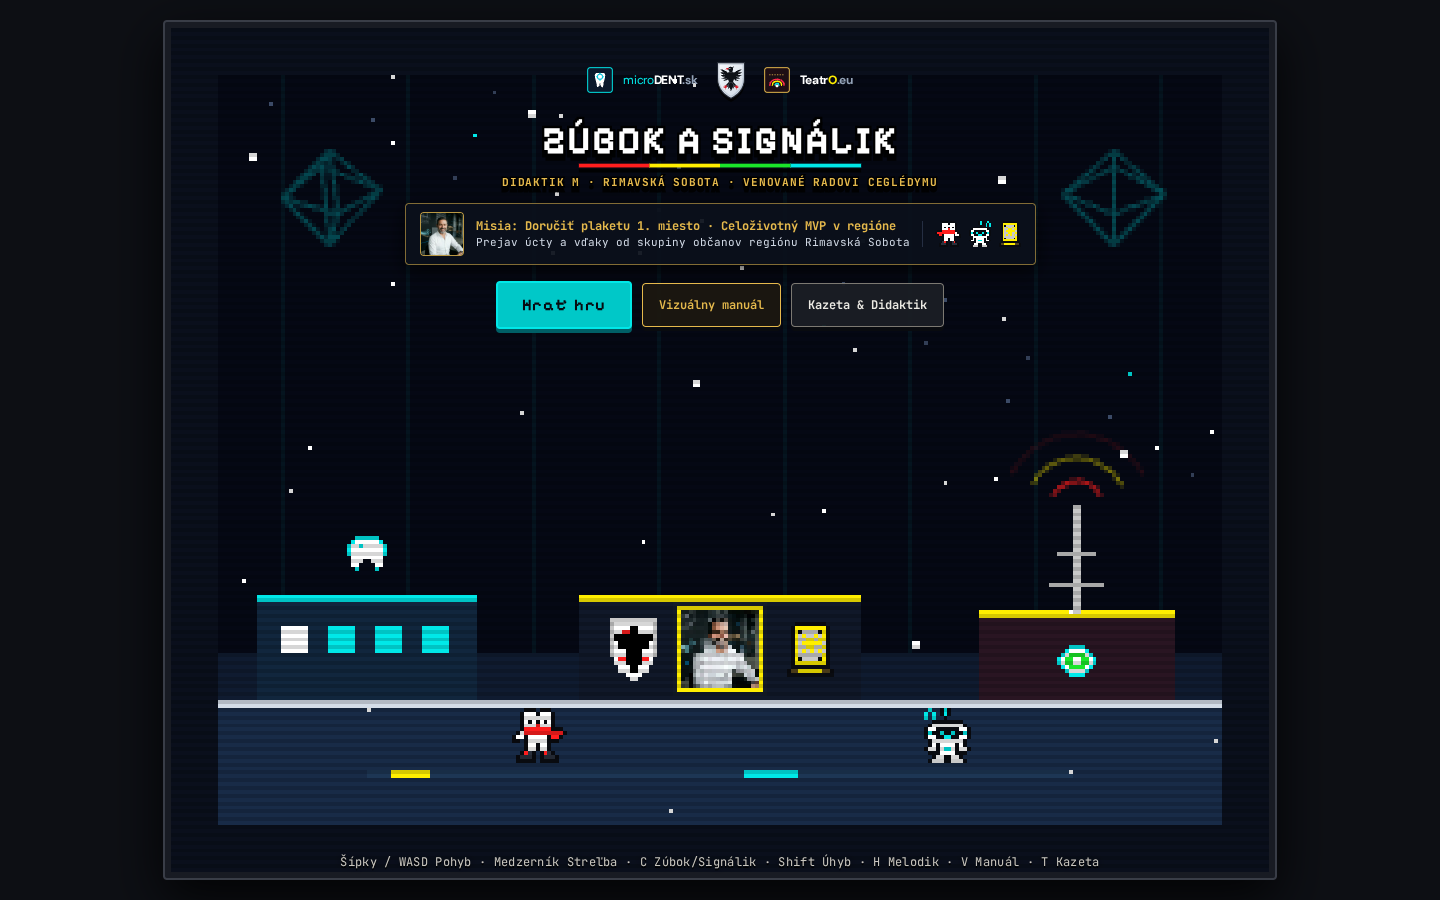 microDENT.sk TeatrO.eu
ZÚBOK A SIGNÁLIK
DIDAKTIK M · RIMAVSKÁ SOBOTA · VENOVANÉ RADOVI CEGLÉDYMU
Misia: Doručiť plaketu 1. miesto · Celoživotný MVP v regióne
Prejav úcty a vďaky od skupiny občanov regiónu Rimavská Sobota
Hrať hru Vizuálny manuál Kazeta & Didaktik
Šípky / WASD Pohyb · Medzerník Streľba · C Zúbok/Signálik · Shift Úhyb · H Melodik · V Manuál · T Kazeta